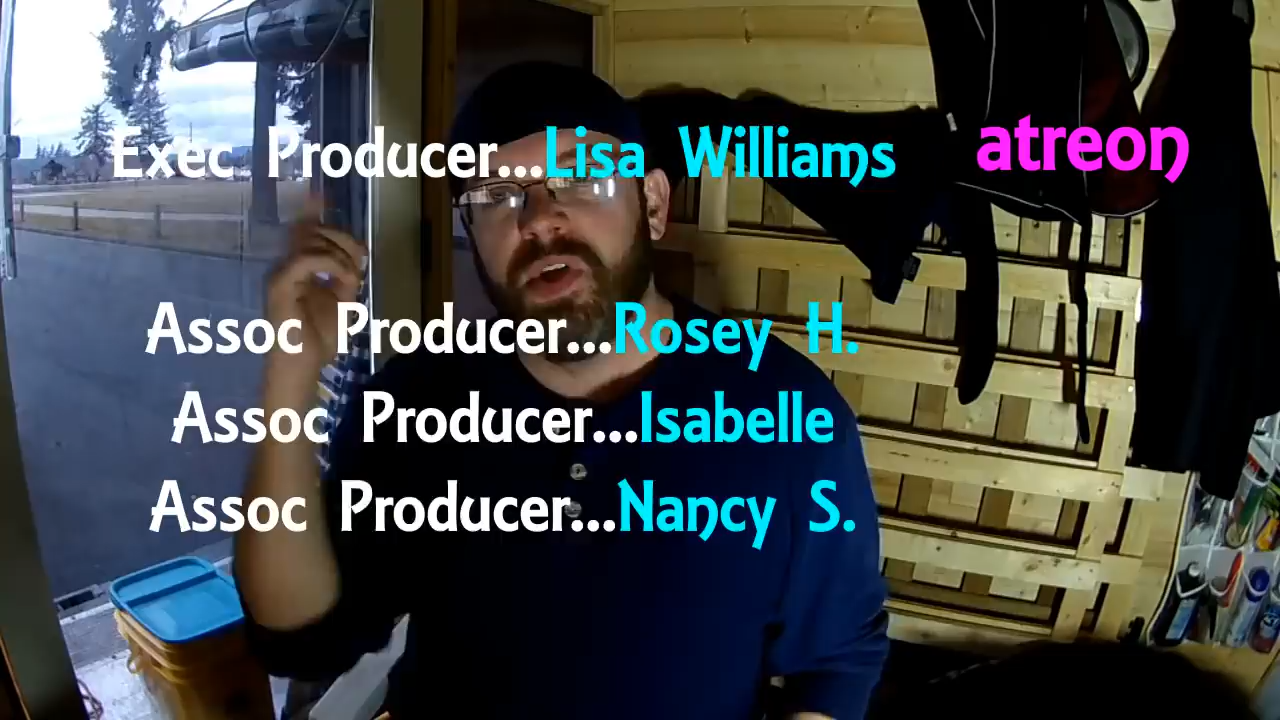 Exec Producer...Lisa Williams atreon
Assoc Producer...Rosey H.
Assoc Producer...Isabelle
Assoc Producer...Nancy S.